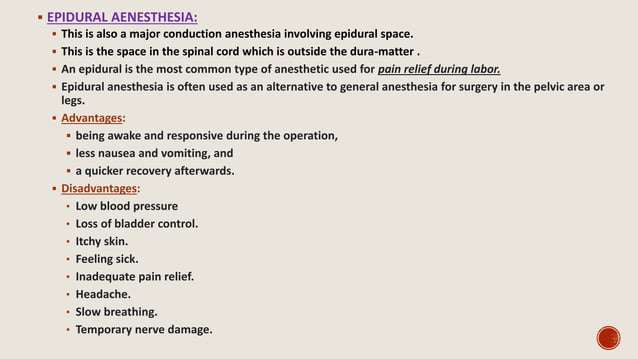 EPIDURAL AENESTHESIA:
This is also a major conduction anesthesia involving epidural space.
This is the space in the spinal cord which is outside the dura-matter .
An epidural is the most common type of anesthetic used for pain relief during labor.
Epidural anesthesia is often used as an alternative to general anesthesia for surgery in the pelvic area or
legs.
Advantages:
being awake and responsive during the operation,
less nausea and vomiting, and
a quicker recovery afterwards.
Disadvantages:
Low blood pressure
Loss of bladder control.
Itchy skin.
Feeling sick.
Inadequate pain relief.
Headache.
Slow breathing.
Temporary nerve damage.